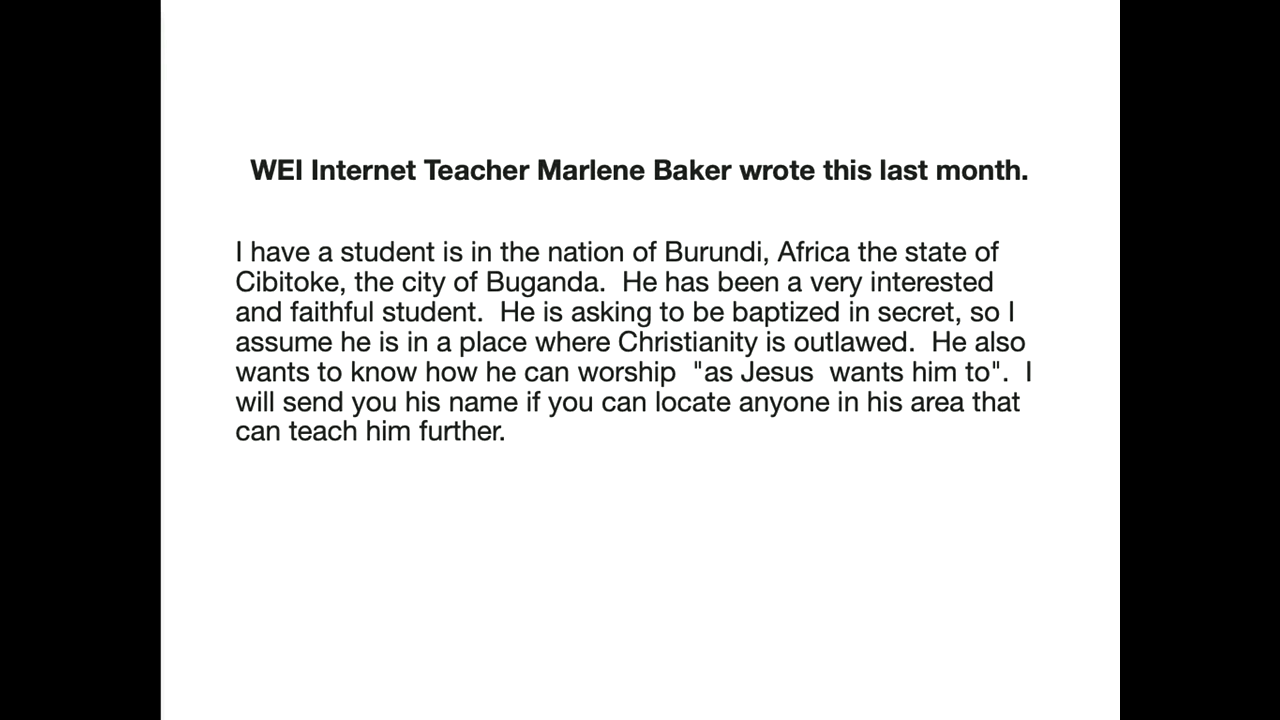 WEI Internet Teacher Marlene Baker wrote this last month.
I have a student is in the nation of Burundi, Africa the state of
Cibitoke, the city of Buganda.  He has been a very interested
and faithful student.  He is asking to be baptized in secret, so I
assume he is in a place where Christianity is outlawed.  He also
wants to know how he can worship  "as Jesus  wants him to".  I
will send you his name if you can locate anyone in his area that
can teach him further.